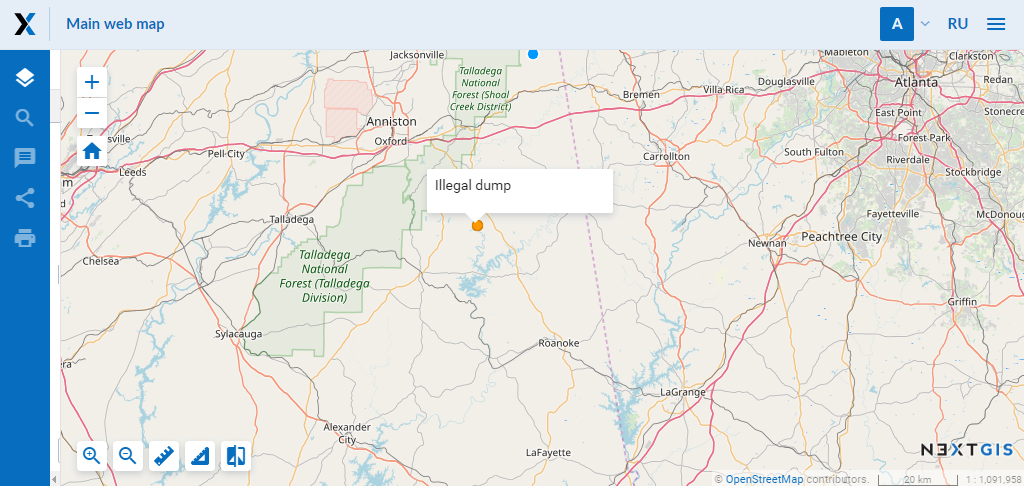 Main web map
A
RU
Jacksonville
Mableton
Clarkston
Talladega
National
Forest (Shoal
Creek District)
Douglasville
Atlanta
Redan
Bremen
Villa Rica
Anniston
East Point
Stonecre
Oxford
Forest Park
Pell City
Carrollton
South Fulton
Riverdale
Leeds
Stockbridge
Illegal dump
Talladega
Fayetteville
McDonou
Peachtree City
Newnan
Chelsea
Talladega
National
Forest (Talladega
Division)
Griffin
Sylacauga
Roanoke
LaGrange
Alexander
City
LaFayette
NEXTGIS
© OpenStreetMap contributors.
20 km
1 : 1,091,958